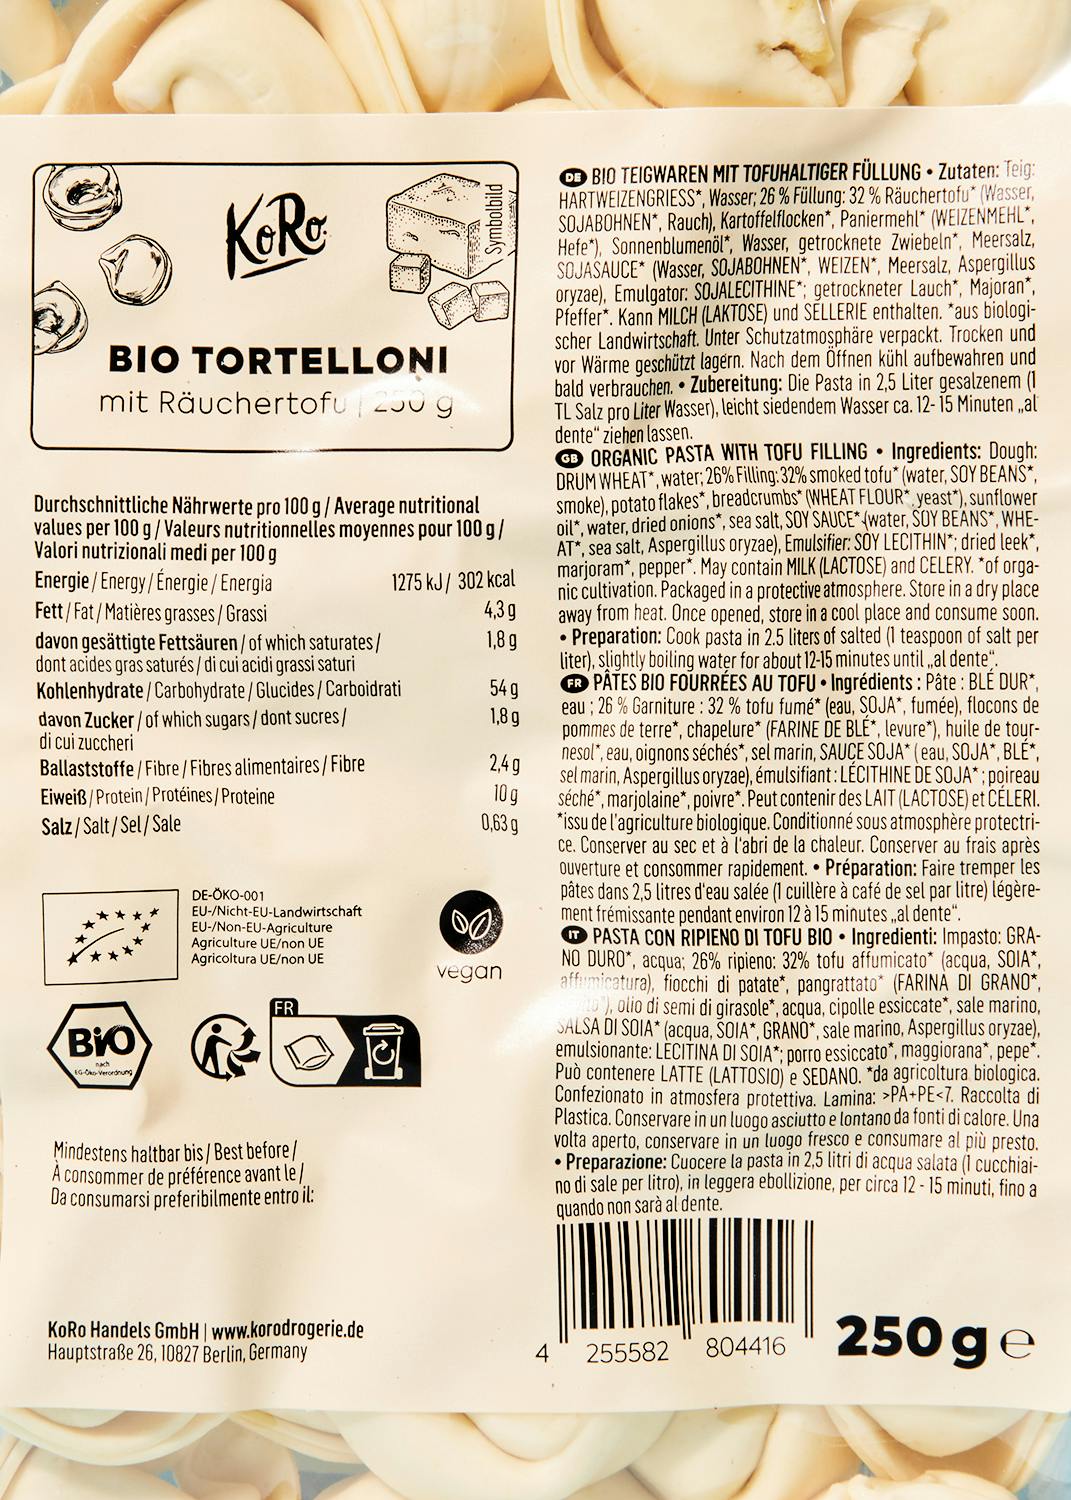 KoRo
Symbolbild
BIO TORTELLONI
mit Räuchertofu | 250 g
Durchschnittliche Nährwerte pro 100 g / Average nutritional
values per 100 g / Valeurs nutritionnelles moyennes pour 100 g /
Valori nutrizionali medi per 100 g
Energie / Energy / Énergie / Energia 1275 kJ / 302 kcal
Fett / Fat / Matières grasses / Grassi 4,3 g
davon gesättigte Fettsäuren / of which saturates / 1,8 g
dont acides gras saturés / di cui acidi grassi saturi
Kohlenhydrate / Carbohydrate / Glucides / Carboidrati 54 g
davon Zucker / of which sugars / dont sucres / 1,8 g
di cui zuccheri
Ballaststoffe / Fibre / Fibres alimentaires / Fibre 2,4 g
Eiweiß / Protein / Protéines / Proteine 10 g
Salz / Salt / Sel / Sale 0,63 g
DE-ÖKO-001
EU-/Nicht-EU-Landwirtschaft
EU-/Non-EU-Agriculture
Agriculture UE/non UE
Agricoltura UE/non UE
vegan
BiO
nach
EG-Öko-Verordnung
FR
Mindestens haltbar bis / Best before /
À consommer de préférence avant le /
Da consumarsi preferibilmente entro il:
KoRo Handels GmbH | www.korodrogerie.de
Hauptstraße 26, 10827 Berlin, Germany
DE BIO TEIGWAREN MIT TOFUHALTIGER FÜLLUNG • Zutaten: Teig:
HARTWEIZENGRIESS*, Wasser; 26 % Füllung: 32 % Räuchertofu* (Wasser,
SOJABOHNEN*, Rauch), Kartoffelflocken*, Paniermehl* (WEIZENMEHL*,
Hefe*), Sonnenblumenöl*, Wasser, getrocknete Zwiebeln*, Meersalz,
SOJASAUCE* (Wasser, SOJABOHNEN*, WEIZEN*, Meersalz, Aspergillus
oryzae), Emulgator: SOJALECITHINE*; getrockneter Lauch*, Majoran*,
Pfeffer*. Kann MILCH (LAKTOSE) und SELLERIE enthalten. *aus biologi-
scher Landwirtschaft. Unter Schutzatmosphäre verpackt. Trocken und
vor Wärme geschützt lagern. Nach dem Öffnen kühl aufbewahren und
bald verbrauchen. • Zubereitung: Die Pasta in 2,5 Liter gesalzenem (1
TL Salz pro Liter Wasser), leicht siedendem Wasser ca. 12- 15 Minuten „al
dente“ ziehen lassen.
GB ORGANIC PASTA WITH TOFU FILLING • Ingredients: Dough:
DRUM WHEAT*, water; 26% Filling: 32% smoked tofu* (water, SOY BEANS*,
smoke), potato flakes*, breadcrumbs* (WHEAT FLOUR*, yeast*), sunflower
oil*, water, dried onions*, sea salt, SOY SAUCE* (water, SOY BEANS*, WHE-
AT*, sea salt, Aspergillus oryzae), Emulsifier: SOY LECITHIN*; dried leek*,
marjoram*, pepper*. May contain MILK (LACTOSE) and CELERY. *of orga-
nic cultivation. Packaged in a protective atmosphere. Store in a dry place
away from heat. Once opened, store in a cool place and consume soon.
• Preparation: Cook pasta in 2.5 liters of salted (1 teaspoon of salt per
liter), slightly boiling water for about 12-15 minutes until „al dente“.
FR PÂTES BIO FOURRÉES AU TOFU • Ingrédients : Pâte : BLÉ DUR*,
eau ; 26 % Garniture : 32 % tofu fumé* (eau, SOJA*, fumée), flocons de
pommes de terre*, chapelure* (FARINE DE BLÉ*, levure*), huile de tour-
nesol*, eau, oignons séchés*, sel marin, SAUCE SOJA* (eau, SOJA*, BLÉ*,
sel marin, Aspergillus oryzae), émulsifiant : LÉCITHINE DE SOJA* ; poireau
séché*, marjolaine*, poivre*. Peut contenir des LAIT (LACTOSE) et CÉLERI.
*issu de l'agriculture biologique. Conditionné sous atmosphère protectri-
ce. Conserver au sec et à l'abri de la chaleur. Conserver au frais après
ouverture et consommer rapidement. • Préparation: Faire tremper les
pâtes dans 2,5 litres d'eau salée (1 cuillère à café de sel par litre) légère-
ment frémissante pendant environ 12 à 15 minutes „al dente“.
IT PASTA CON RIPIENO DI TOFU BIO • Ingredienti: Impasto: GRA-
NO DURO*, acqua; 26% ripieno: 32% tofu affumicato* (acqua, SOIA*,
affumicatura), fiocchi di patate*, pangrattato* (FARINA DI GRANO*,
olio di semi di girasole*, acqua, cipolle essiccate*, sale marino,
SALSA DI SOIA* (acqua, SOIA*, GRANO*, sale marino, Aspergillus oryzae),
emulsionante: LECITINA DI SOIA*; porro essiccato*, maggiorana*, pepe*.
Può contenere LATTE (LATTOSIO) e SEDANO. *da agricoltura biologica.
Confezionato in atmosfera protettiva. Lamina: >PA+PE<7. Raccolta di
Plastica. Conservare in un luogo asciutto e lontano da fonti di calore. Una
volta aperto, conservare in un luogo fresco e consumare al più presto.
• Preparazione: Cuocere la pasta in 2,5 litri di acqua salata (1 cucchiai-
no di sale per litro), in leggera ebollizione, per circa 12 - 15 minuti, fino a
quando non sarà al dente.
4 255582 804416
250 g e